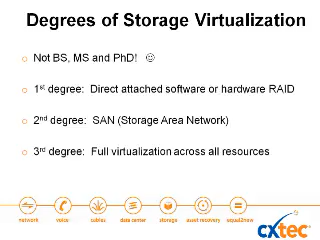 Degrees of Storage Virtualization
Not BS, MS and PhD! ☺
1st degree: Direct attached software or hardware RAID
2nd degree: SAN (Storage Area Network)
3rd degree: Full virtualization across all resources
network voice cables data center storage asset recovery equal2new
cxtec